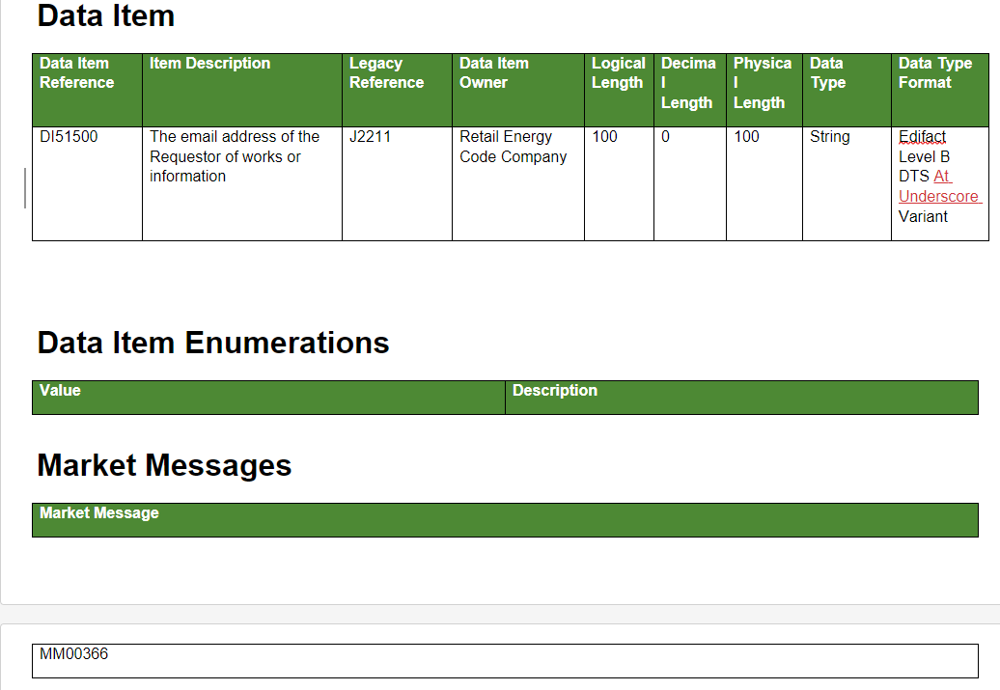 Data Item
Data Item Reference | Item Description | Legacy Reference | Data Item Owner | Logical Length | Decimal Length | Physical Length | Data Type | Data Type Format
DI51500 | The email address of the Requestor of works or information | J2211 | Retail Energy Code Company | 100 | 0 | 100 | String | Edifact Level B DTS At Underscore Variant
Data Item Enumerations
Value | Description
Market Messages
Market Message
MM00366